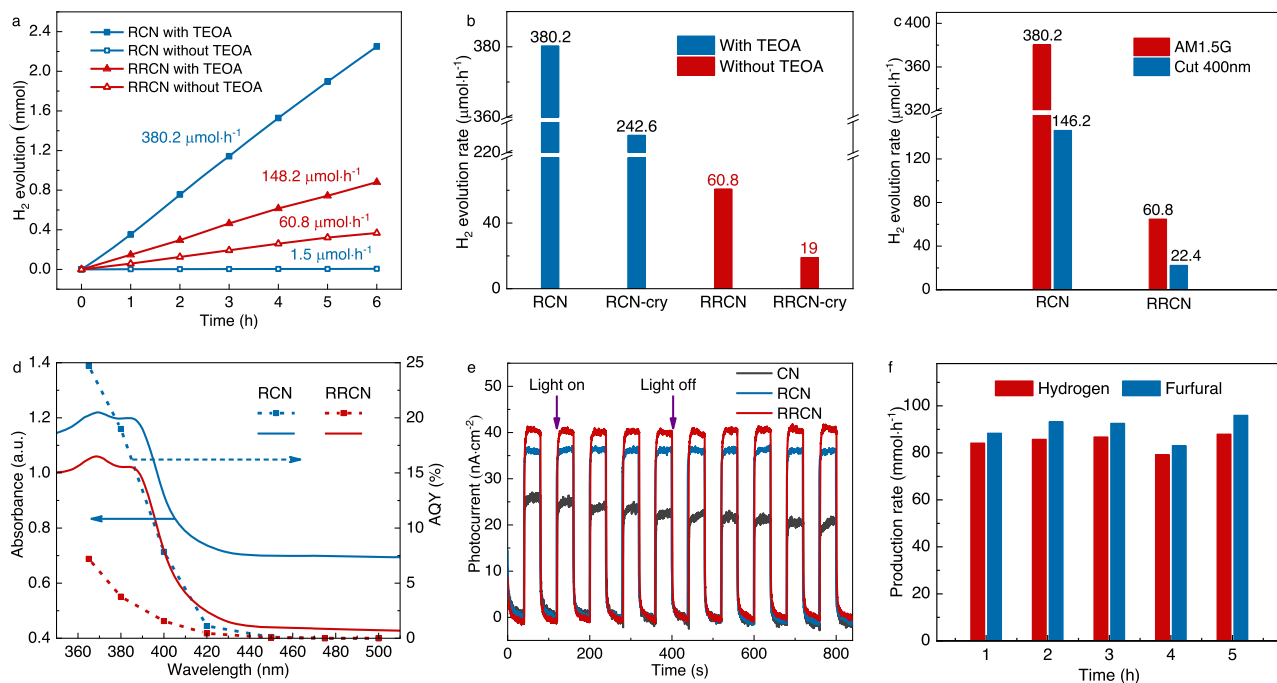 a
H2 evolution (mmol)
2.4
2.0
1.6
1.2
0.8
0.4
0.0
RCN with TEOA
RCN without TEOA
RRCN with TEOA
RRCN without TEOA
380.2 μmol·h-1
148.2 μmol·h-1
60.8 μmol·h-1
1.5 μmol·h-1
0 1 2 3 4 5 6
Time (h)
b
H2 evolution rate (μmol·h-1)
380
360
220
40
0
With TEOA
Without TEOA
380.2
242.6
60.8
19
RCN RCN-cry RRCN RRCN-cry
c
H2 evolution rate (μmol·h-1)
400
360
320
140
100
60
20
0
AM1.5G
Cut 400nm
380.2
146.2
60.8
22.4
RCN RRCN
d
Absorbance (a.u.)
1.4
1.2
1.0
0.8
0.6
0.4
RCN RRCN
25
20
15
10
5
0
AQY (%)
360 380 400 420 440 460 480 500
Wavelength (nm)
e
Photocurrent (nA·cm-2)
50
40
30
20
10
0
Light on
Light off
CN
RCN
RRCN
0 200 400 600 800
Time (s)
f
Production rate (mmol·h-1)
120
100
80
60
40
20
0
Hydrogen
Furfural
1 2 3 4 5
Time (h)